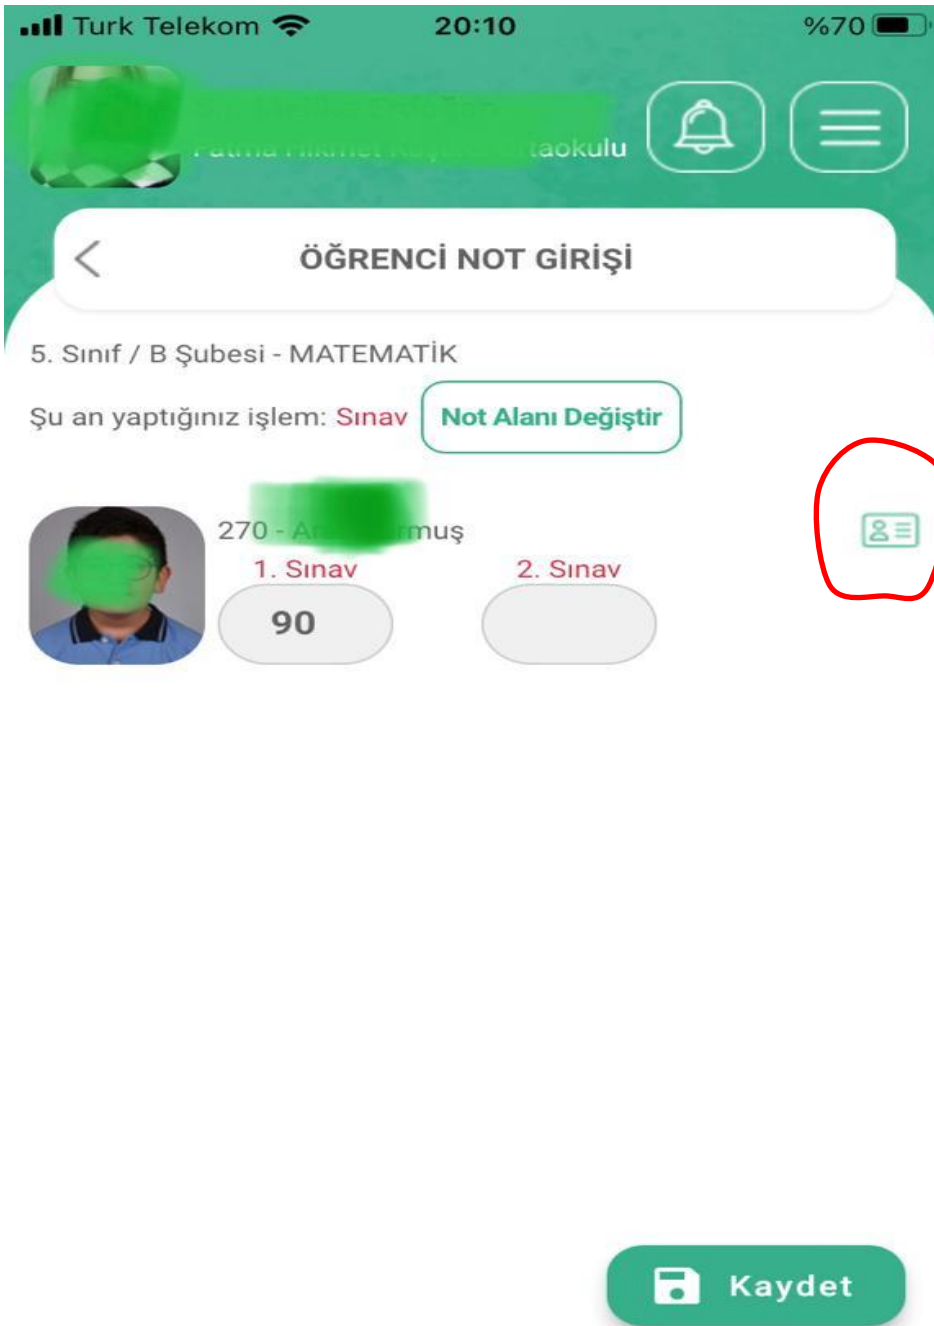 Turk Telekom 20:10 %70
taokulu
ÖĞRENCİ NOT GİRİŞİ
5. Sınıf / B Şubesi - MATEMATİK
Şu an yaptığınız işlem: Sınav Not Alanı Değiştir
270 -
1. Sınav 2. Sınav
90
Kaydet